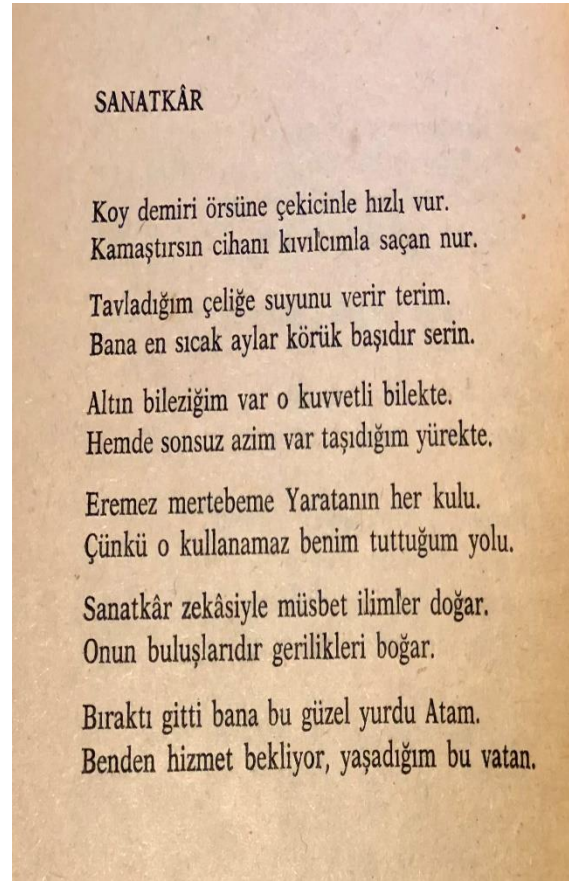 SANATKÂR
Koy demiri örsüne çekicinle hızlı vur.
Kamaştırsın cihanı kıvılcımla saçan nur.
Tavladığım çeliğe suyunu verir terim.
Bana en sıcak aylar körük başıdır serin.
Altın bileziğim var o kuvvetli bilekte.
Hemde sonsuz azim var taşıdığım yürekte.
Eremez mertebeme Yaratanın her kulu.
Çünkü o kullanamaz benim tuttuğum yolu.
Sanatkâr zekâsiyle müsbet ilimler doğar.
Onun buluşlarıdır gerilikleri boğar.
Bıraktı gitti bana bu güzel yurdu Atam.
Benden hizmet bekliyor, yaşadığım bu vatan.